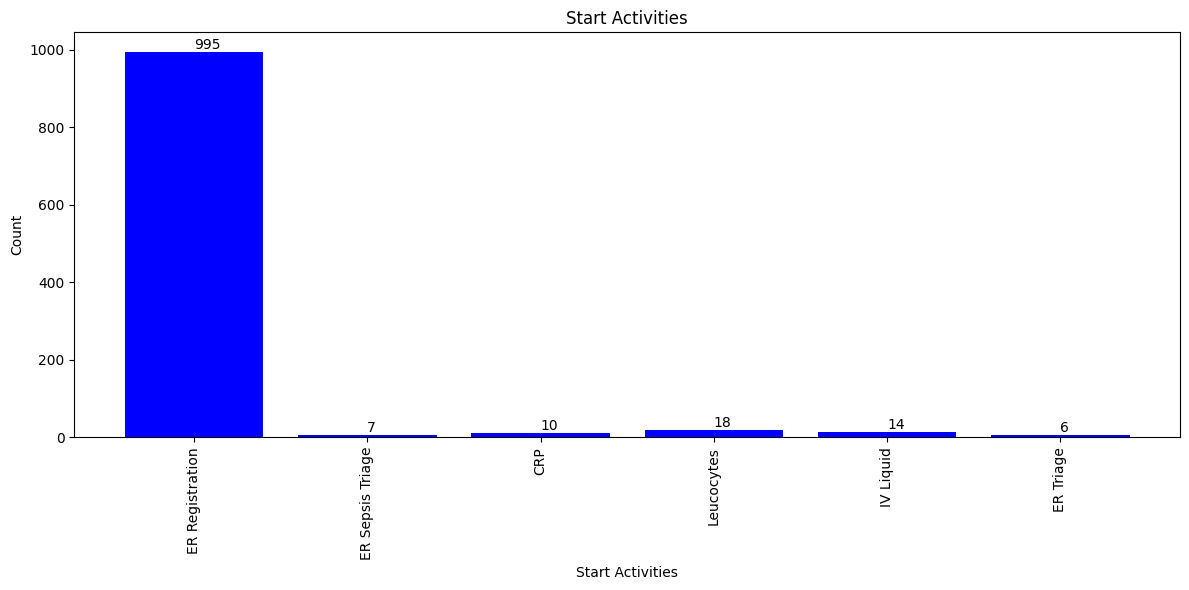 Start Activities
Count
1000
800
600
400
200
0
995
7
10
18
14
6
ER Registration
ER Sepsis Triage
CRP
Leucocytes
IV Liquid
ER Triage
Start Activities